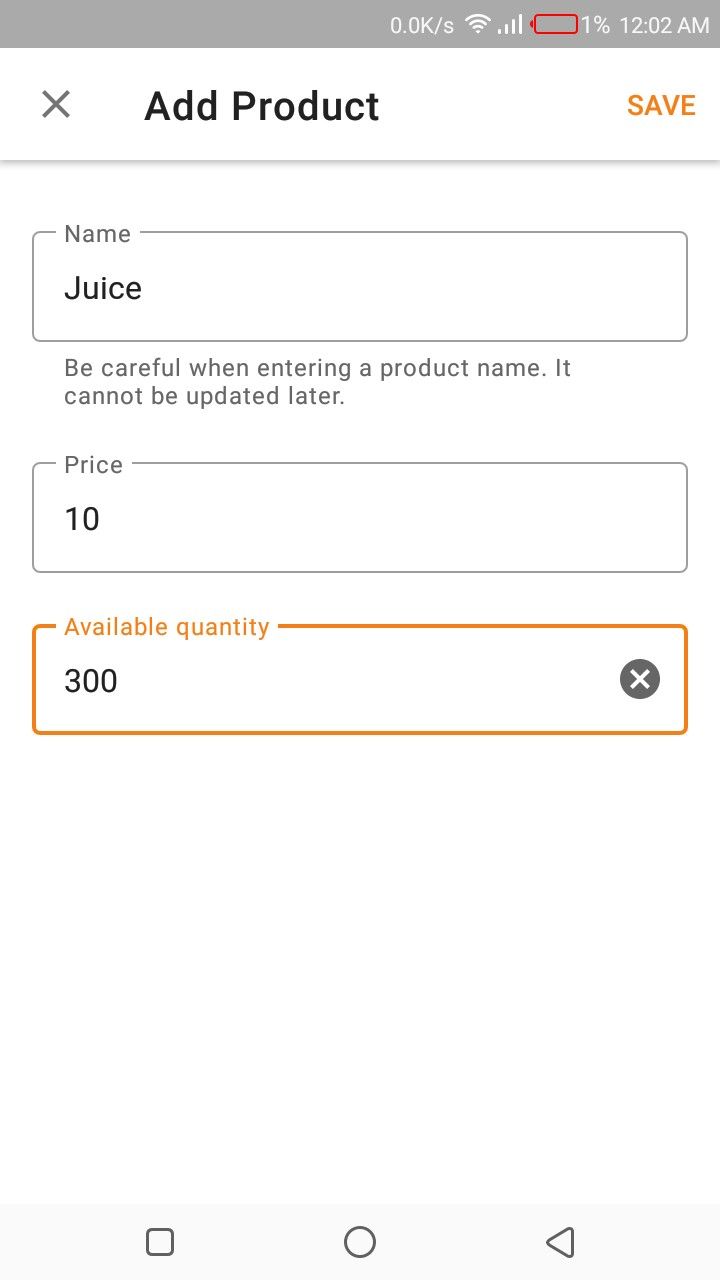 0.0K/s 1% 12:02 AM
Add Product SAVE
Name
Juice
Be careful when entering a product name. It
cannot be updated later.
Price
10
Available quantity
300